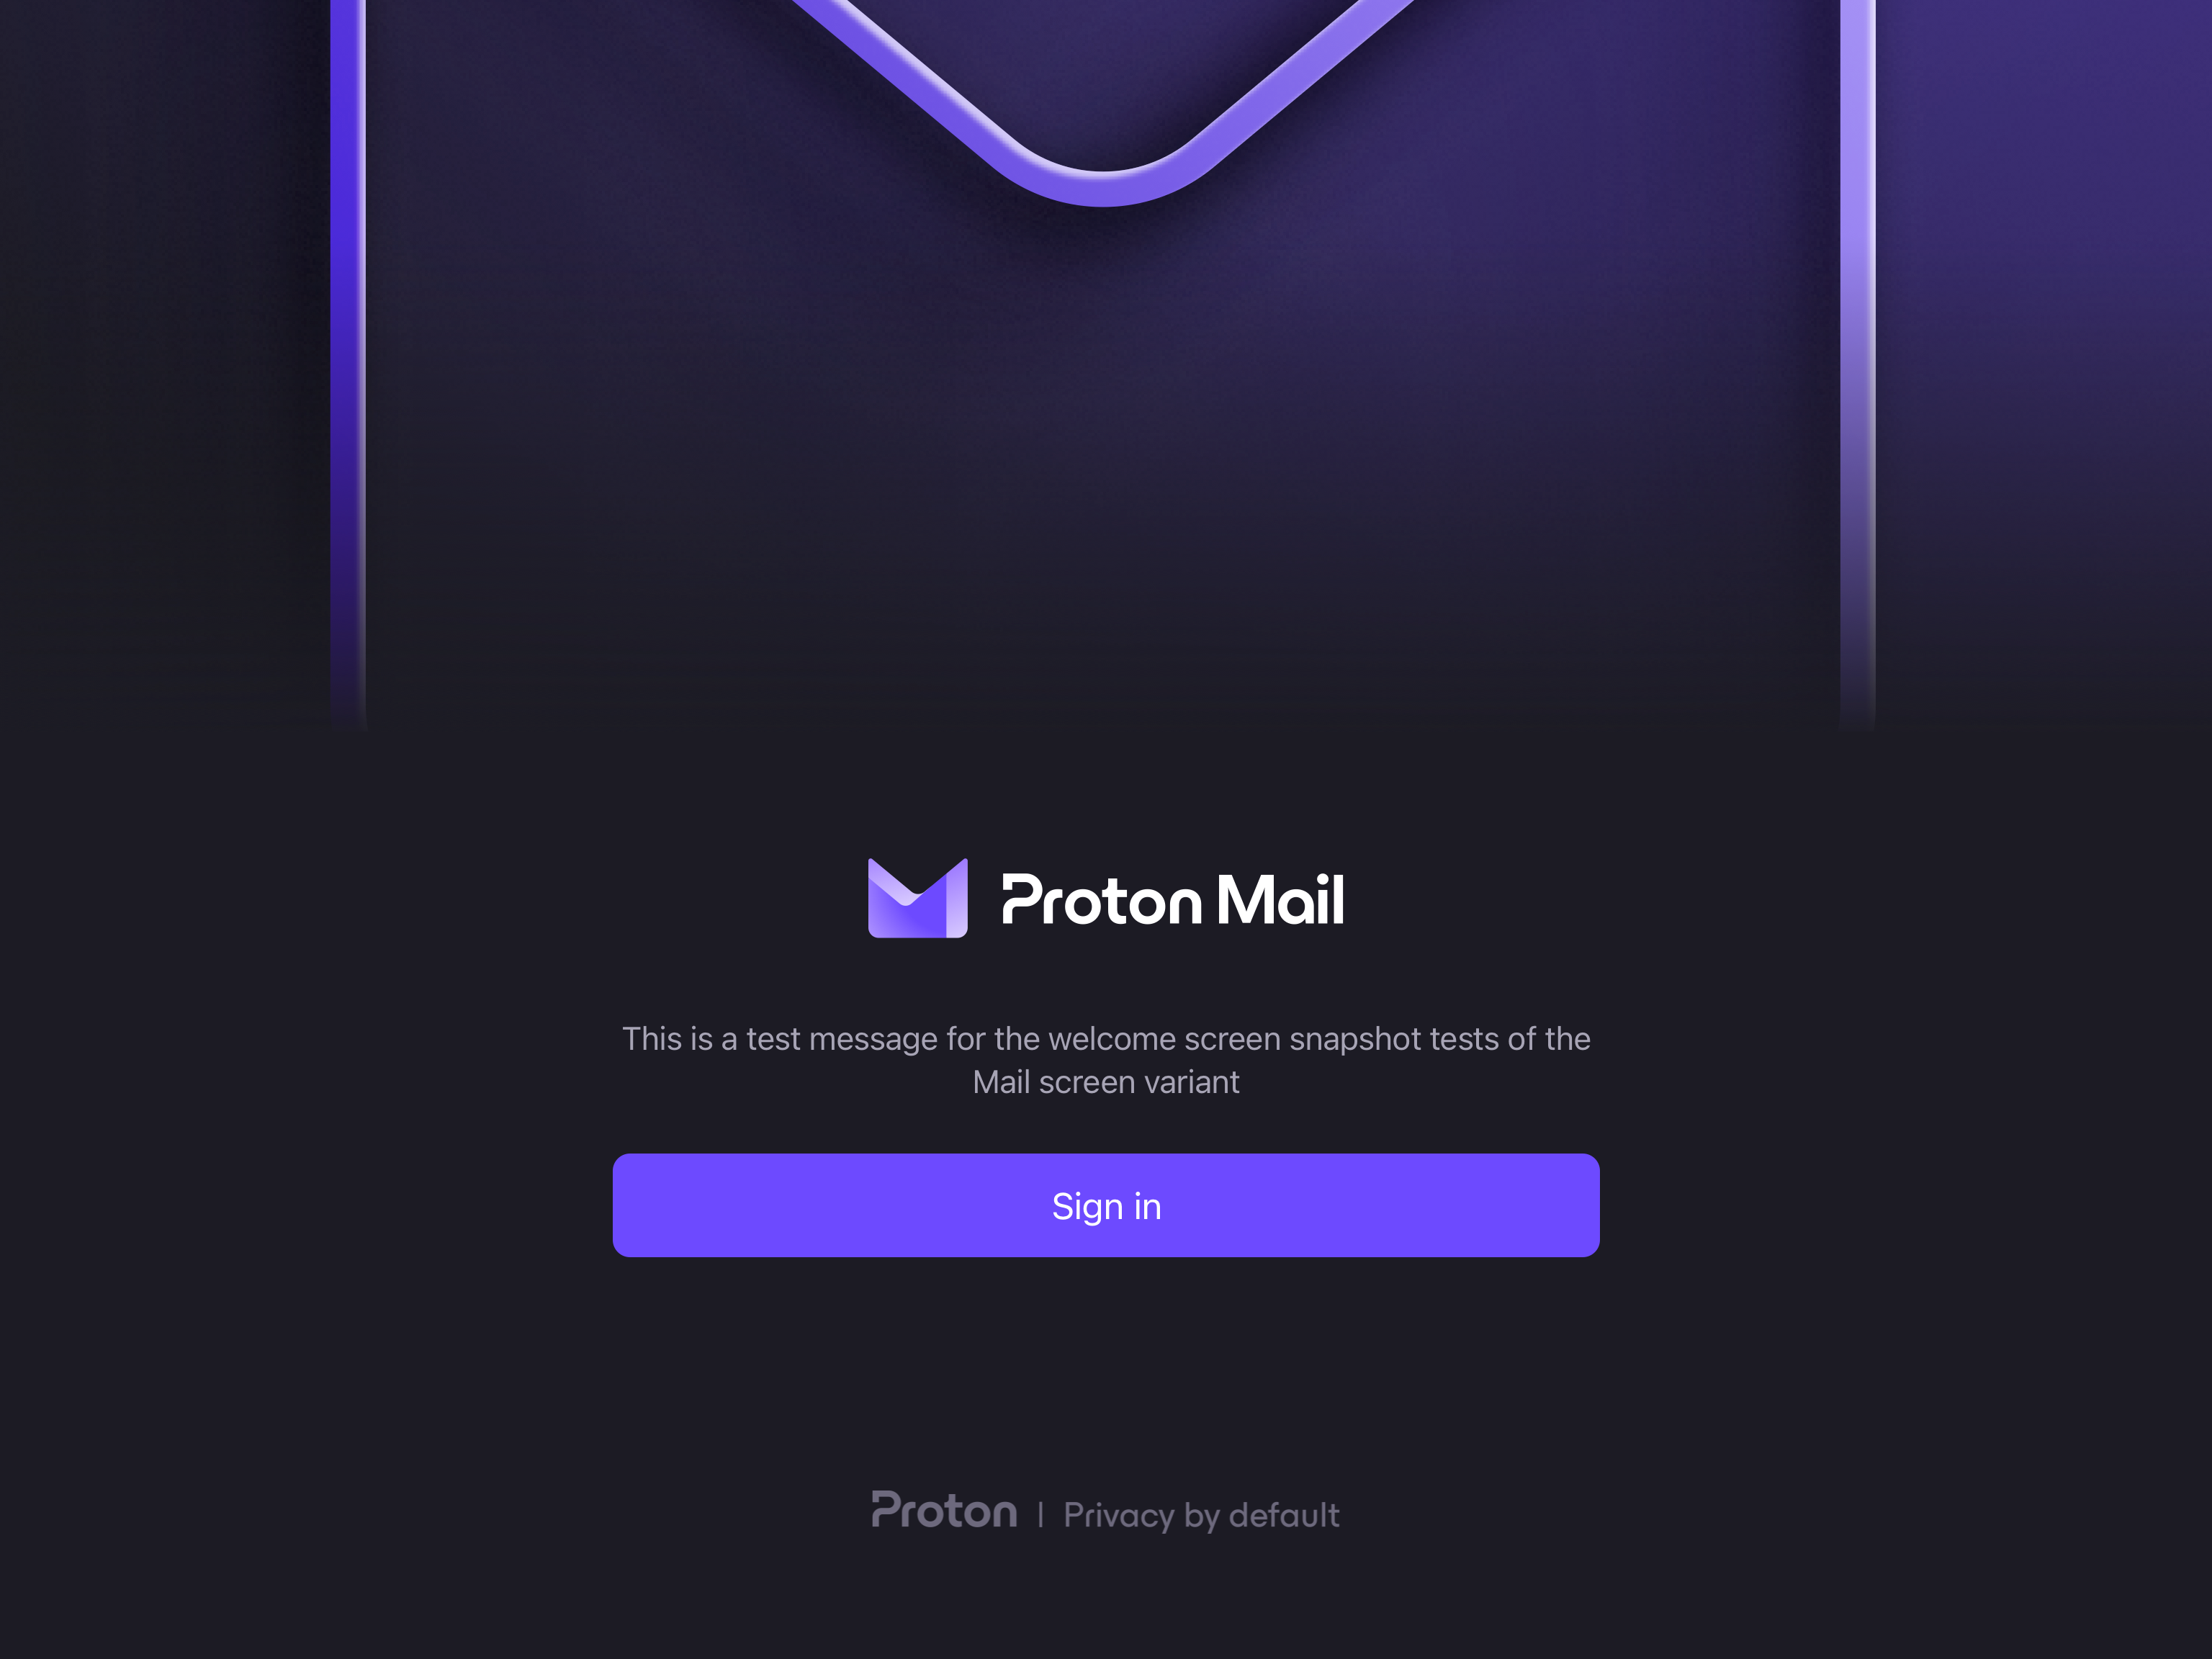 Proton Mail
This is a test message for the welcome screen snapshot tests of the
Mail screen variant
Sign in
Proton | Privacy by default